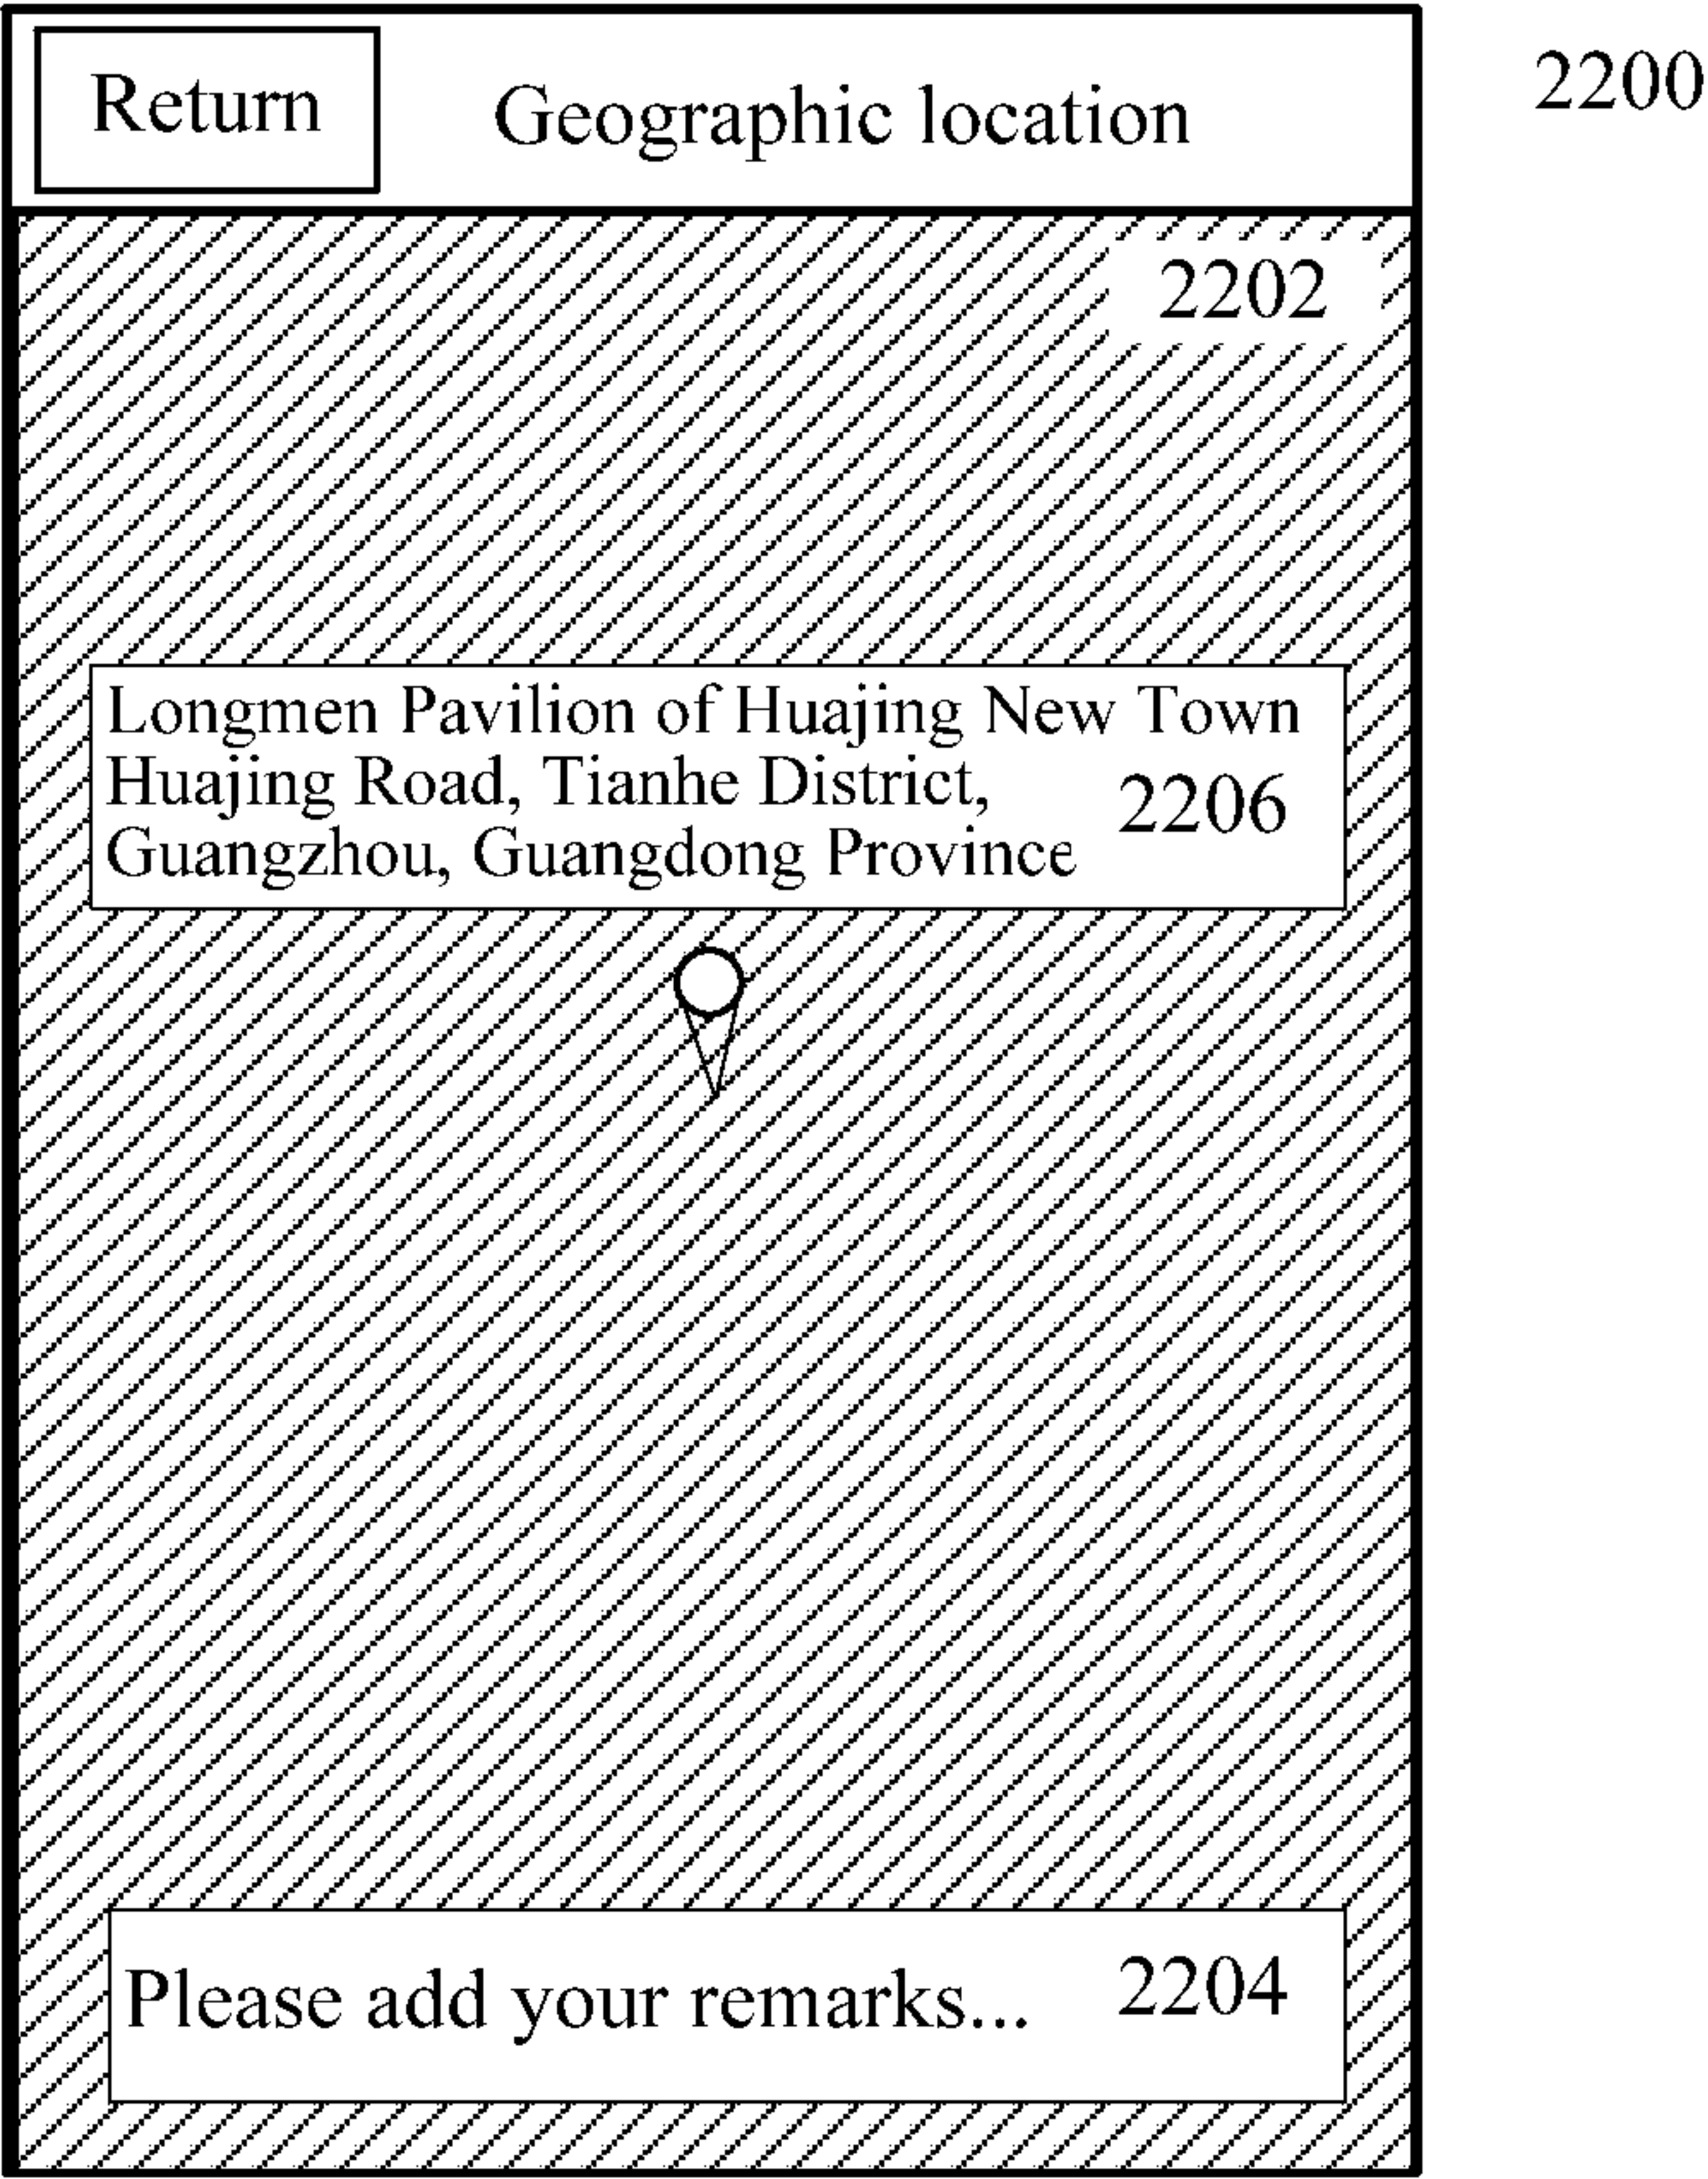 Return
Geographic location
2200
2202
Longmen Pavilion of Huajing New Town
Huajing Road, Tianhe District,
2206
Guangzhou, Guangdong Province
Please add your remarks...
2204